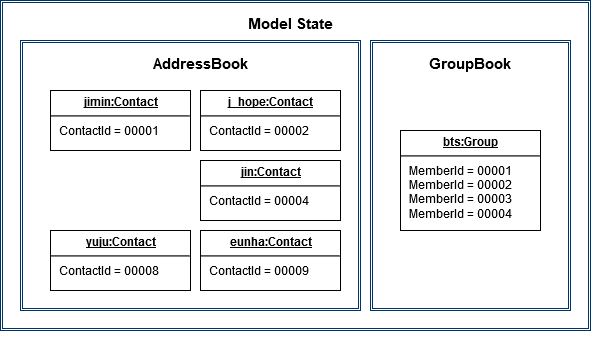 Model State
AddressBook
jimin:Contact
ContactId = 00001
j_hope:Contact
ContactId = 00002
jin:Contact
ContactId = 00004
yuju:Contact
ContactId = 00008
eunha:Contact
ContactId = 00009
GroupBook
bts:Group
MemberId = 00001
MemberId = 00002
MemberId = 00003
MemberId = 00004